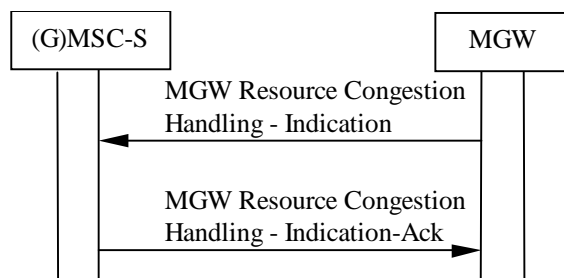 (G)MSC-S
MGW
MGW Resource Congestion
Handling - Indication
MGW Resource Congestion
Handling - Indication-Ack